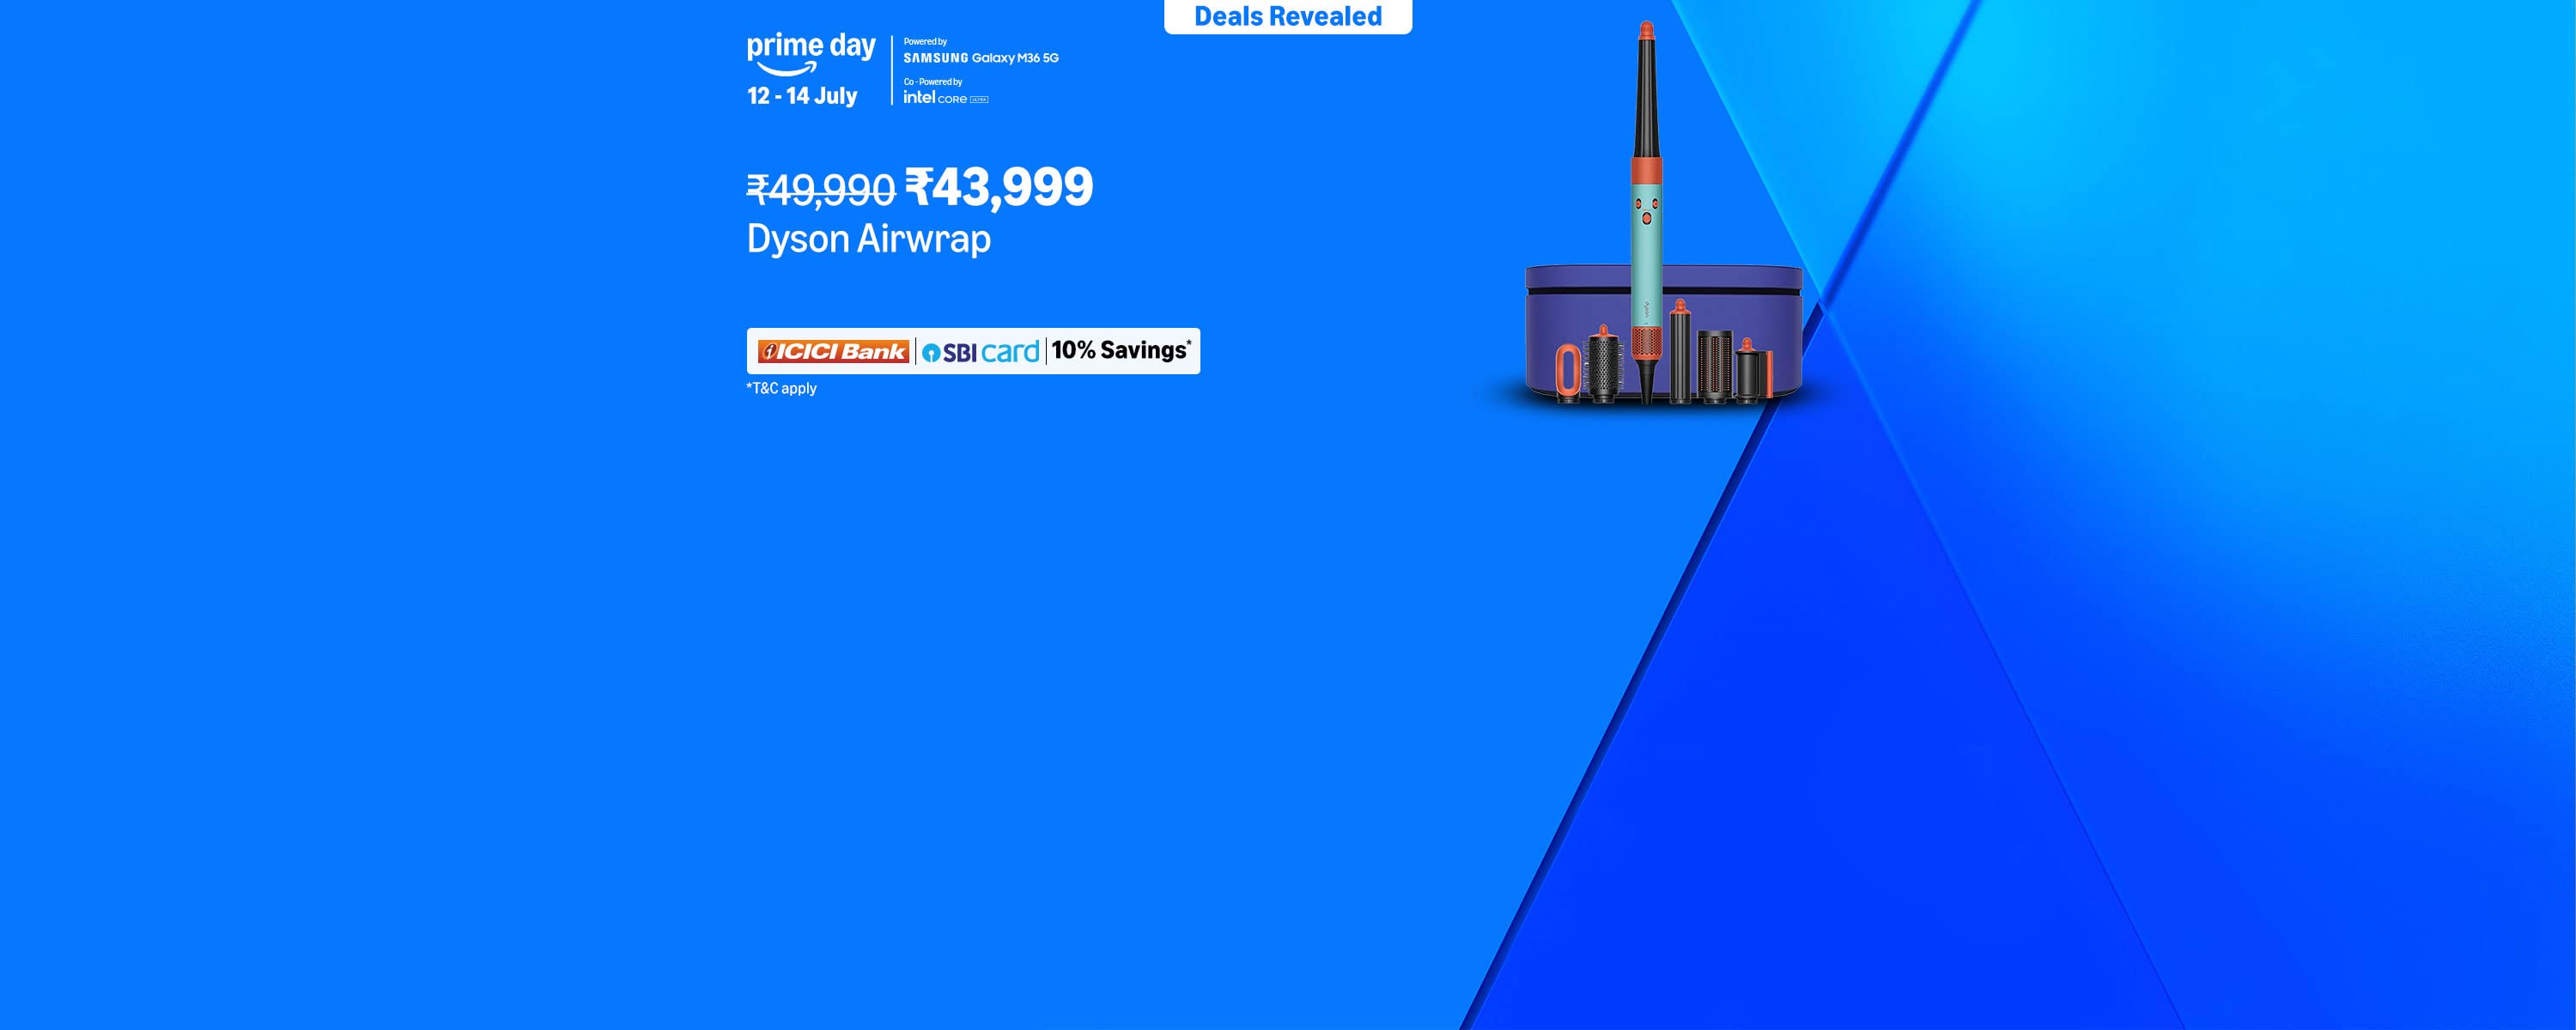 Deals Revealed
prime day
12 - 14 July
Powered by
SAMSUNG Galaxy M36 5G
Co - Powered by
intel CORE ULTRA
₹49,990 ₹43,999
Dyson Airwrap
ICICI Bank | SBI card | 10% Savings*
*T&C apply
dyson